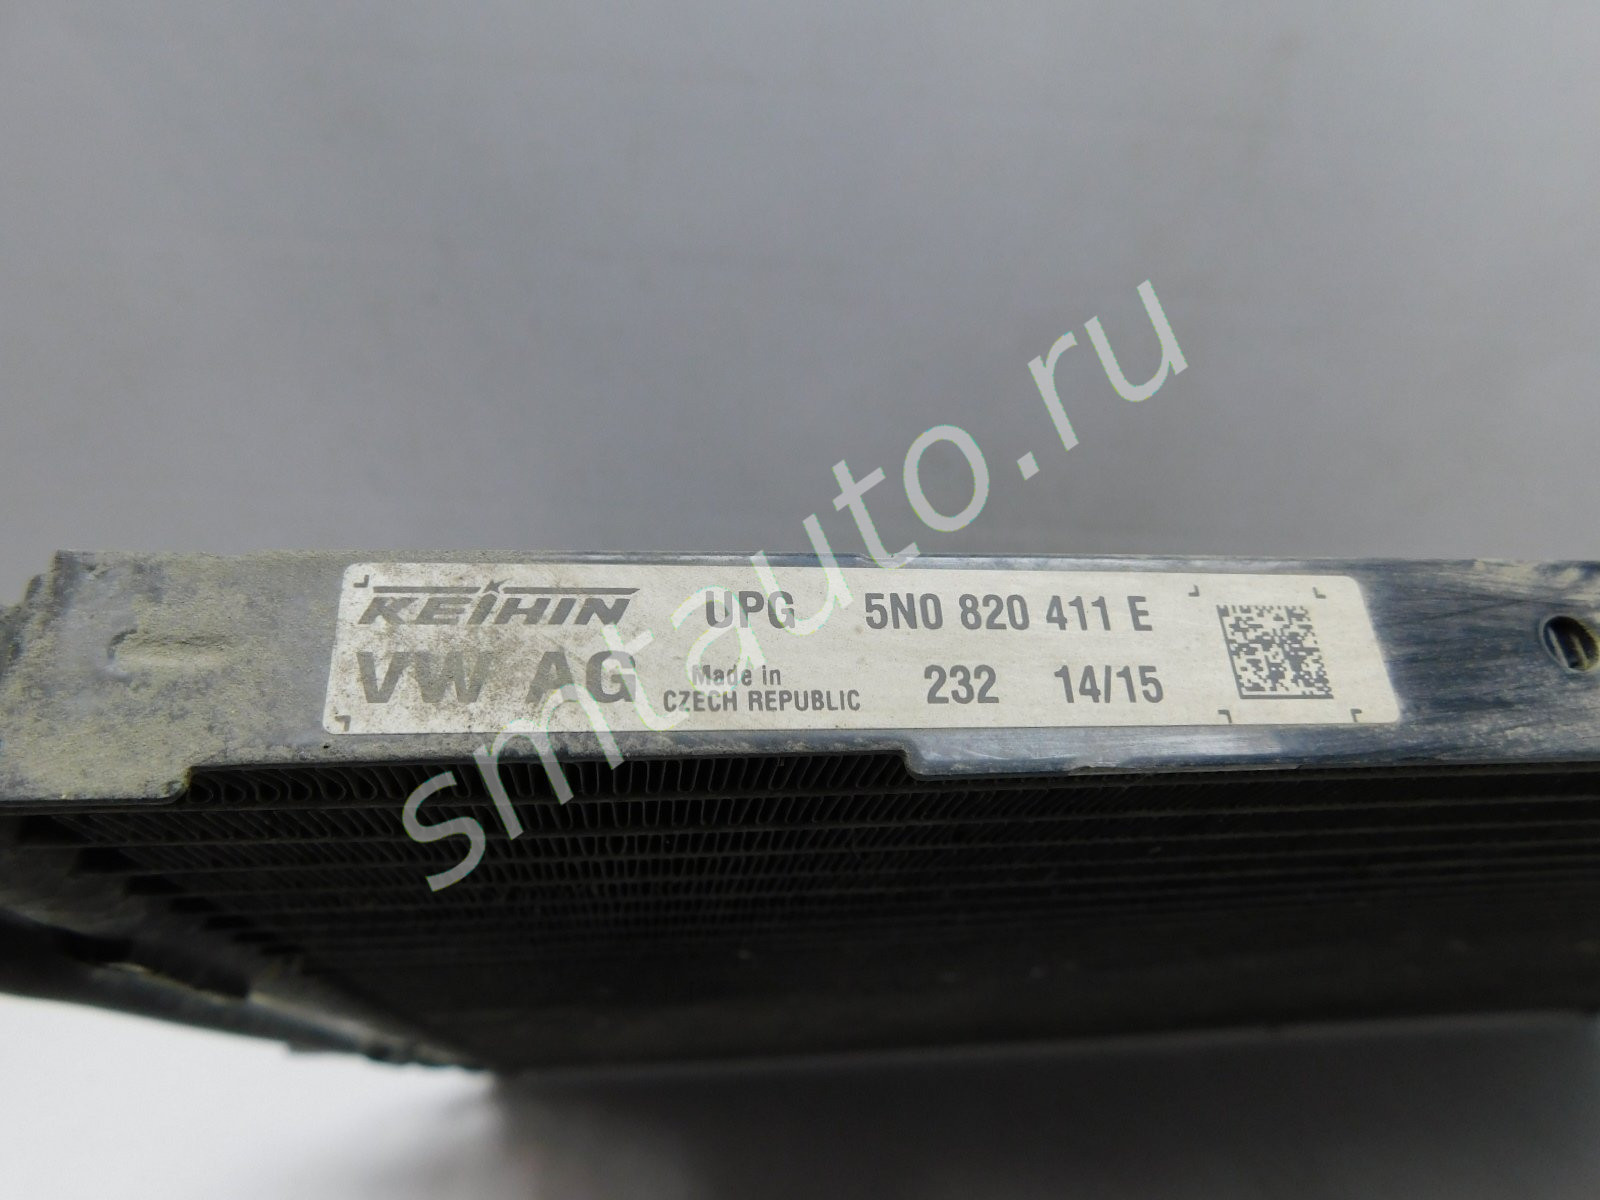 KEIHIN UPG 5N0 820 411 E
VW AG Made in CZECH REPUBLIC 232 14/15
smtauto.ru